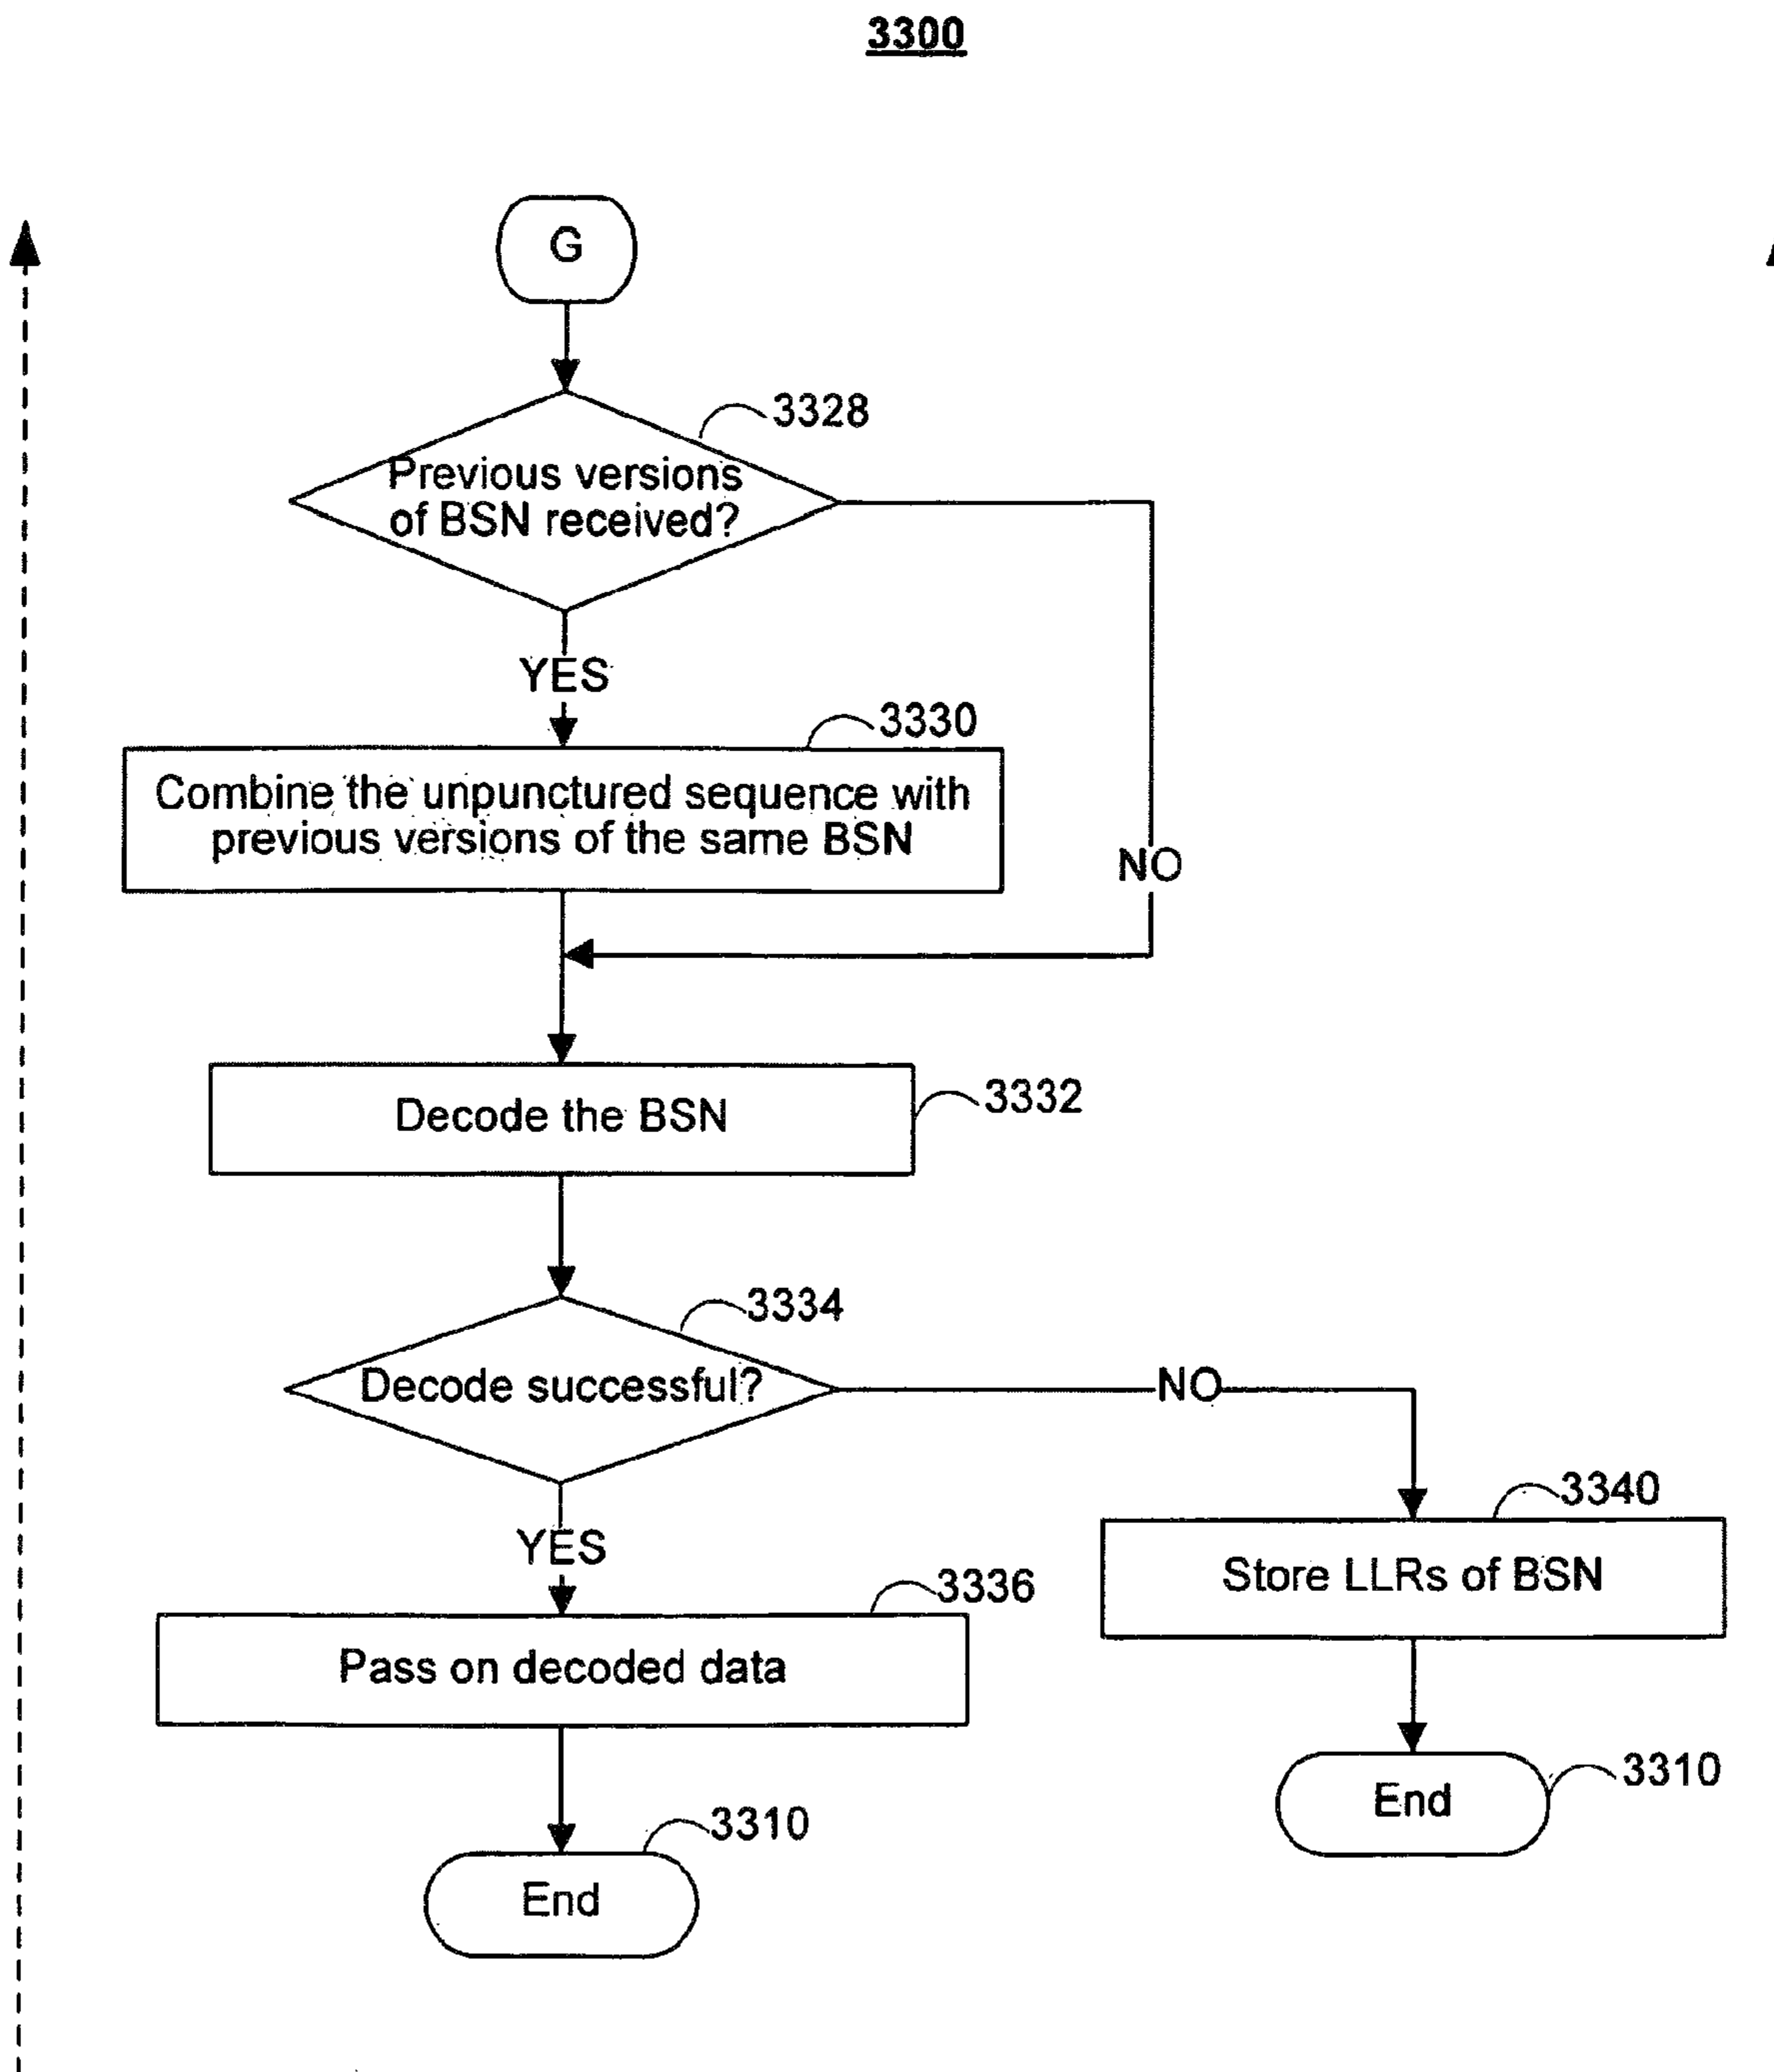 3300
G
3328
Previous versions
of BSN received?
YES
3330
Combine the unpunctured sequence with
previous versions of the same BSN
NO
Decode the BSN
3332
3334
Decode successful?
NO
YES
3340
Store LLRs of BSN
3336
Pass on decoded data
3310
End
3310
End